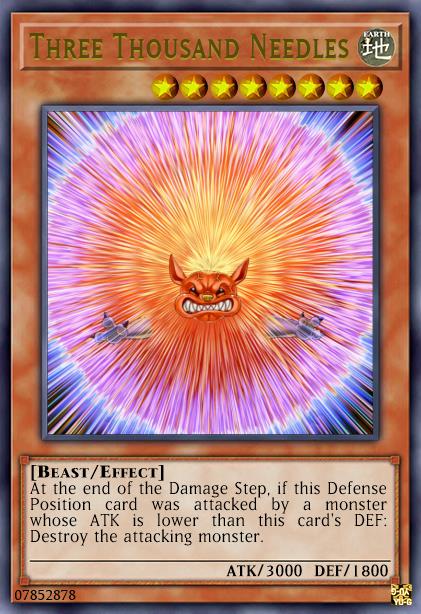 THREE THOUSAND NEEDLES
EARTH
地
[BEAST/EFFECT]
At the end of the Damage Step, if this Defense
Position card was attacked by a monster
whose ATK is lower than this card's DEF:
Destroy the attacking monster.
ATK/3000 DEF/1800
07852878